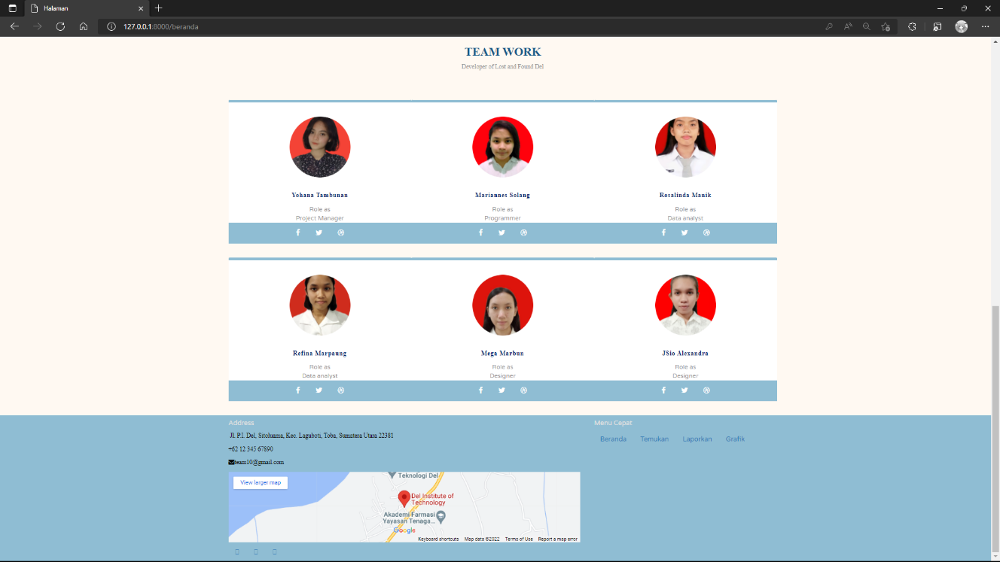 Halaman
127.0.0.1:8000/beranda
TEAM WORK
Developer of Lost and Found Del
Yohana Tambunan
Role as
Project Manager
Mariannes Solang
Role as
Programmer
Rosalinda Manik
Role as
Data analyst
Refina Marpaung
Role as
Data analyst
Mega Marbun
Role as
Designer
JSio Alexandra
Role as
Designer
Address
Jl. P.I. Del, Sitoluama, Kec. Laguboti, Toba, Sumatera Utara 22381
+62 12 345 67890
team10@gmail.com
View larger map
Teknologi Del
Del Institute of
Technology
Akademi Farmasi
Yayasan Tenaga...
Google
Keyboard shortcuts Map data ©2022 Terms of Use Report a map error
Menu Cepat
Beranda Temukan Laporkan Grafik